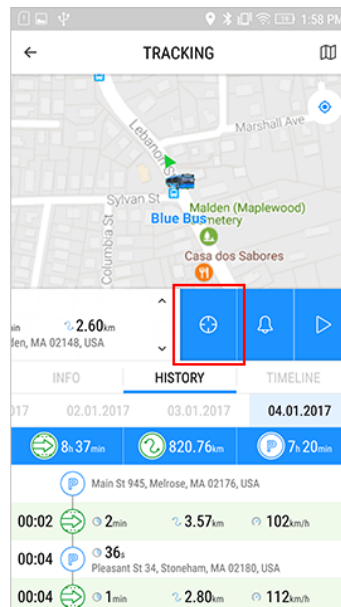 1:58 PM
TRACKING
Lebanon St
Marshall Ave
Sylvan St
Malden (Maplewood)
Blue Bus
metery
Columbia St
Casa dos
Sabores
2.60km
den, MA 02148, USA
INFO HISTORY TIMELINE
017 02.01.2017 03.01.2017 04.01.2017
8h 37min 820.76km P 7h 20min
P Main St 945, Melrose, MA 02176, USA
00:02 2min 3.57km 102km/h
00:04 P 36s
Pleasant St 34, Stoneham, MA 02180, USA
00:04 1min 2.80km 112km/h